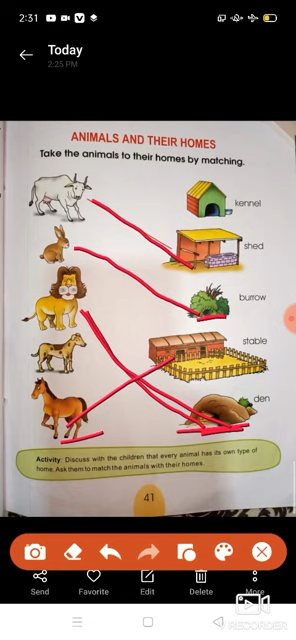 2:31
Today
2:25 PM
ANIMALS AND THEIR HOMES
Take the animals to their homes by matching.
kennel
shed
burrow
stable
den
Activity: Discuss with the children that every animal has its own type of
home. Ask them to match the animals with their homes.
41
Send
Favorite
Edit
Delete
More
RECORDER